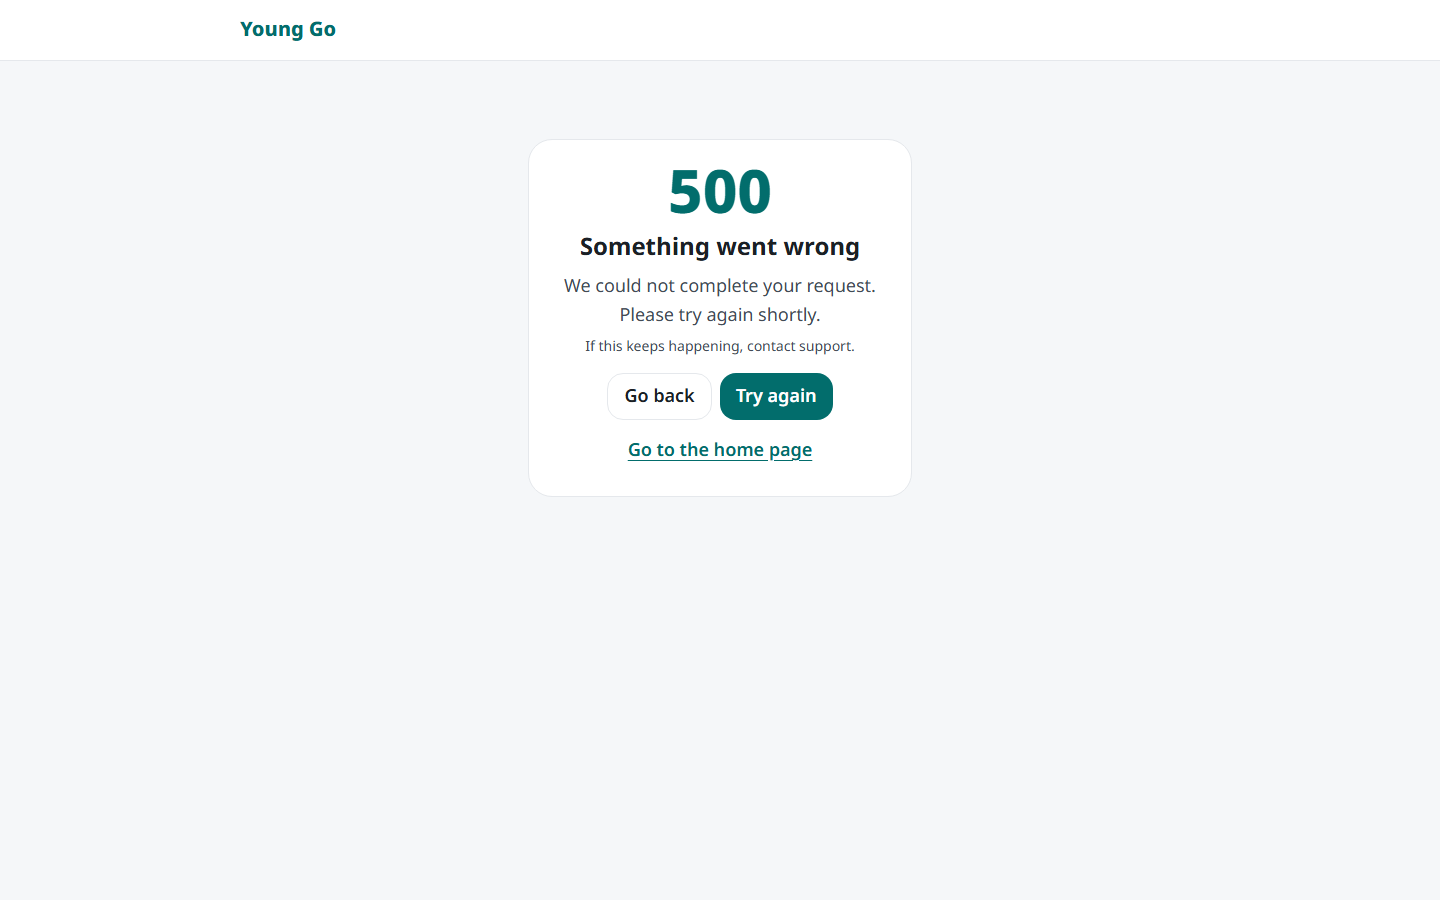 Young Go
500
Something went wrong
We could not complete your request.
Please try again shortly.
If this keeps happening, contact support.
Go back
Try again
Go to the home page